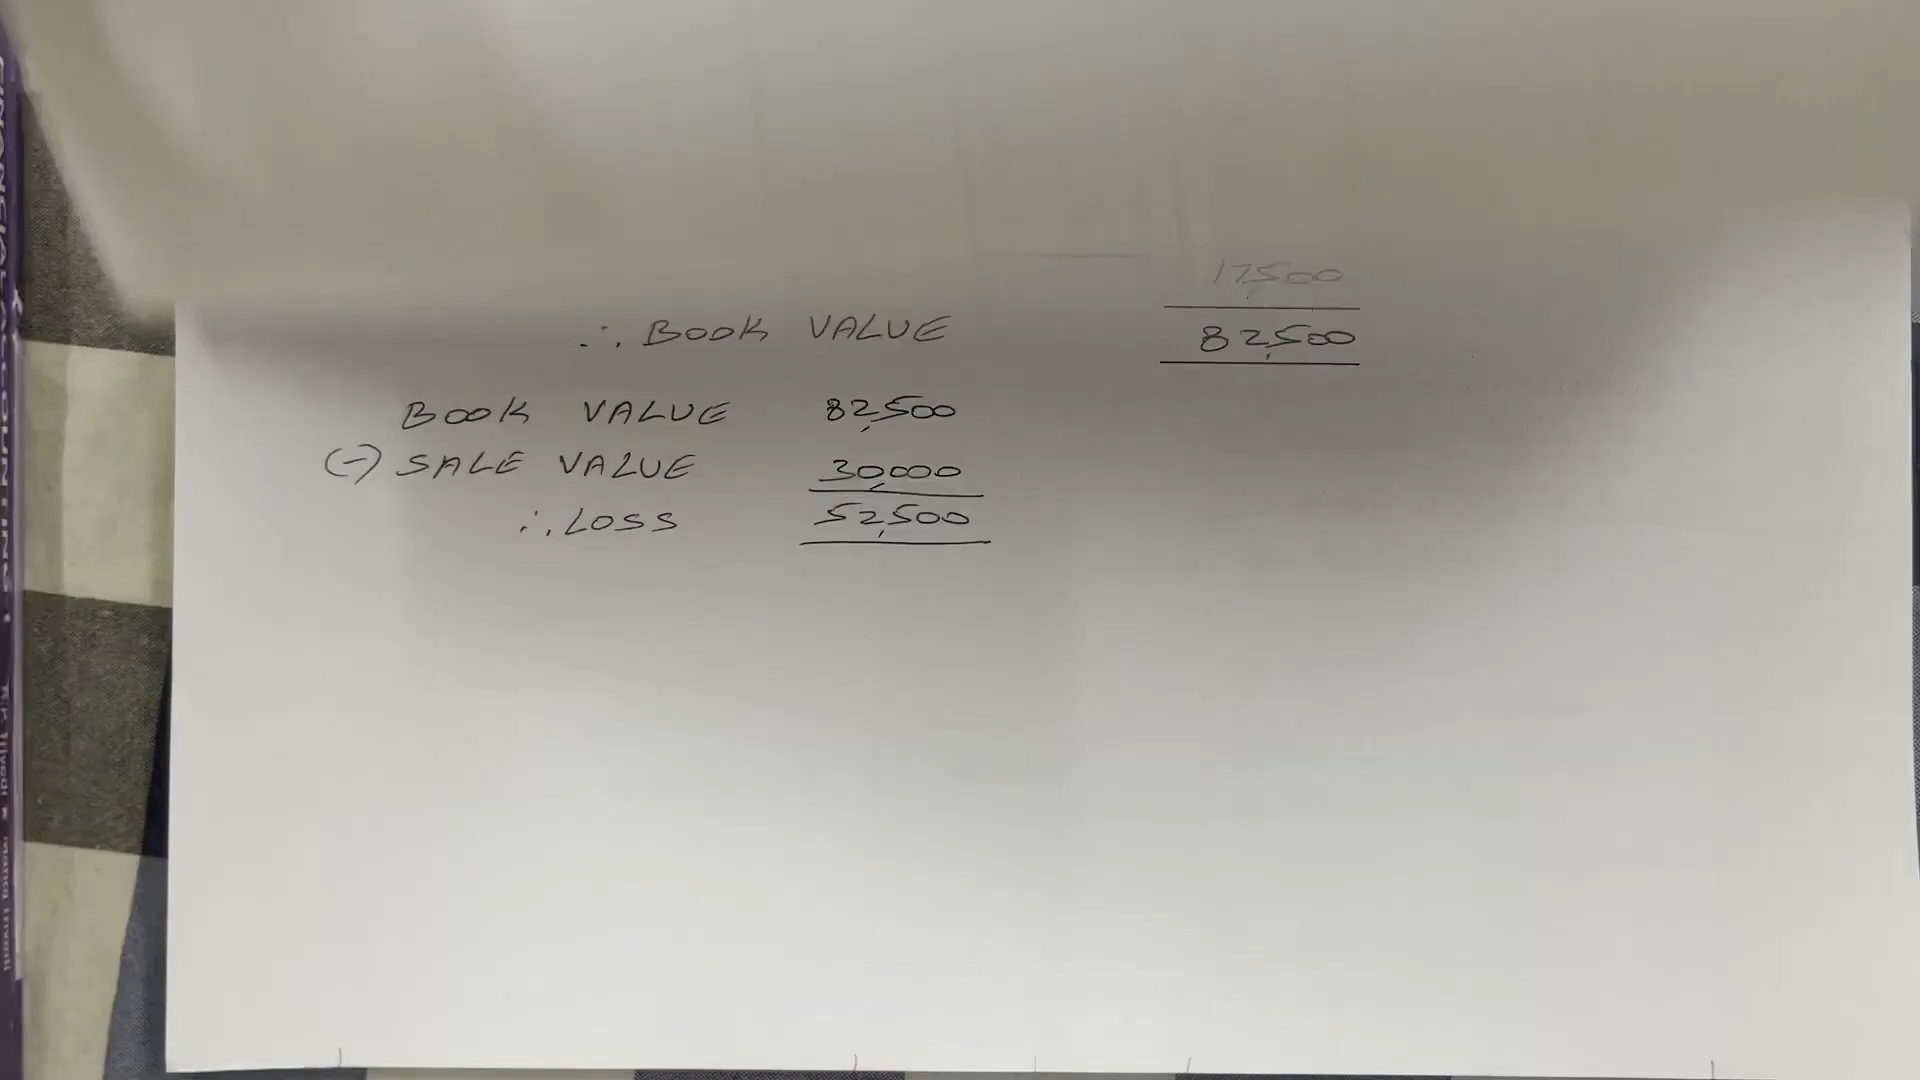 17,500
∴ BOOK VALUE 82,500
BOOK VALUE 82,500
(-) SALE VALUE 30,000
∴ LOSS 52,500